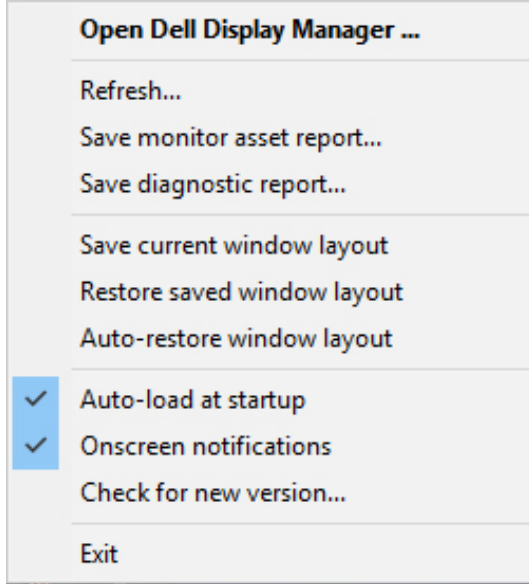 Open Dell Display Manager ...
Refresh...
Save monitor asset report...
Save diagnostic report...
Save current window layout
Restore saved window layout
Auto-restore window layout
Auto-load at startup
Onscreen notifications
Check for new version...
Exit